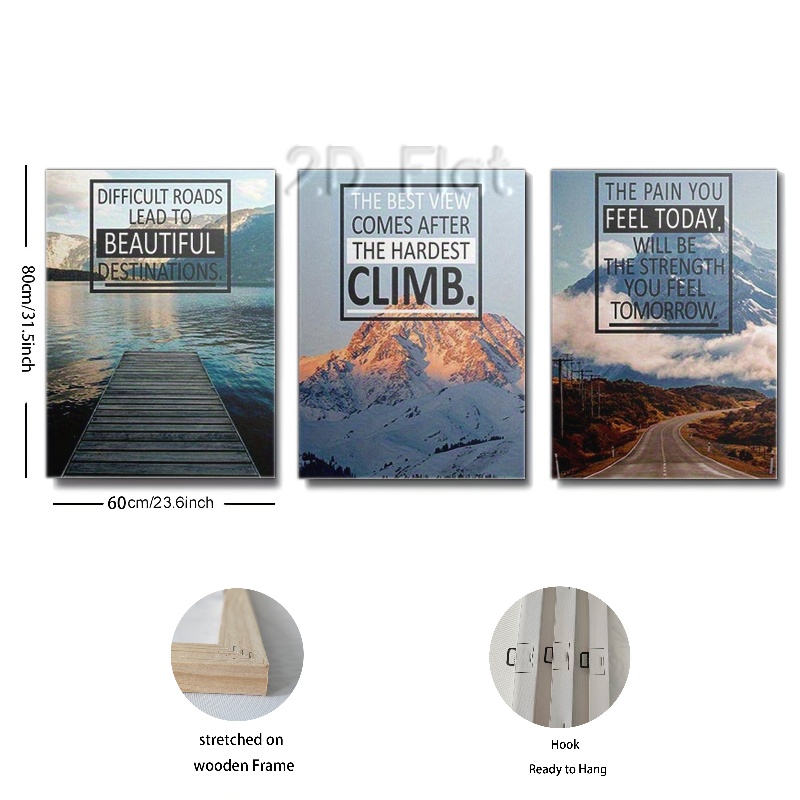 2D Flat
DIFFICULT ROADS
LEAD TO
BEAUTIFUL
DESTINATIONS.
THE BEST VIEW
COMES AFTER
THE HARDEST
CLIMB.
THE PAIN YOU
FEEL TODAY,
WILL BE
THE STRENGTH
YOU FEEL
TOMORROW.
80cm/31.5inch
60cm/23.6inch
stretched on
wooden Frame
Hook
Ready to Hang